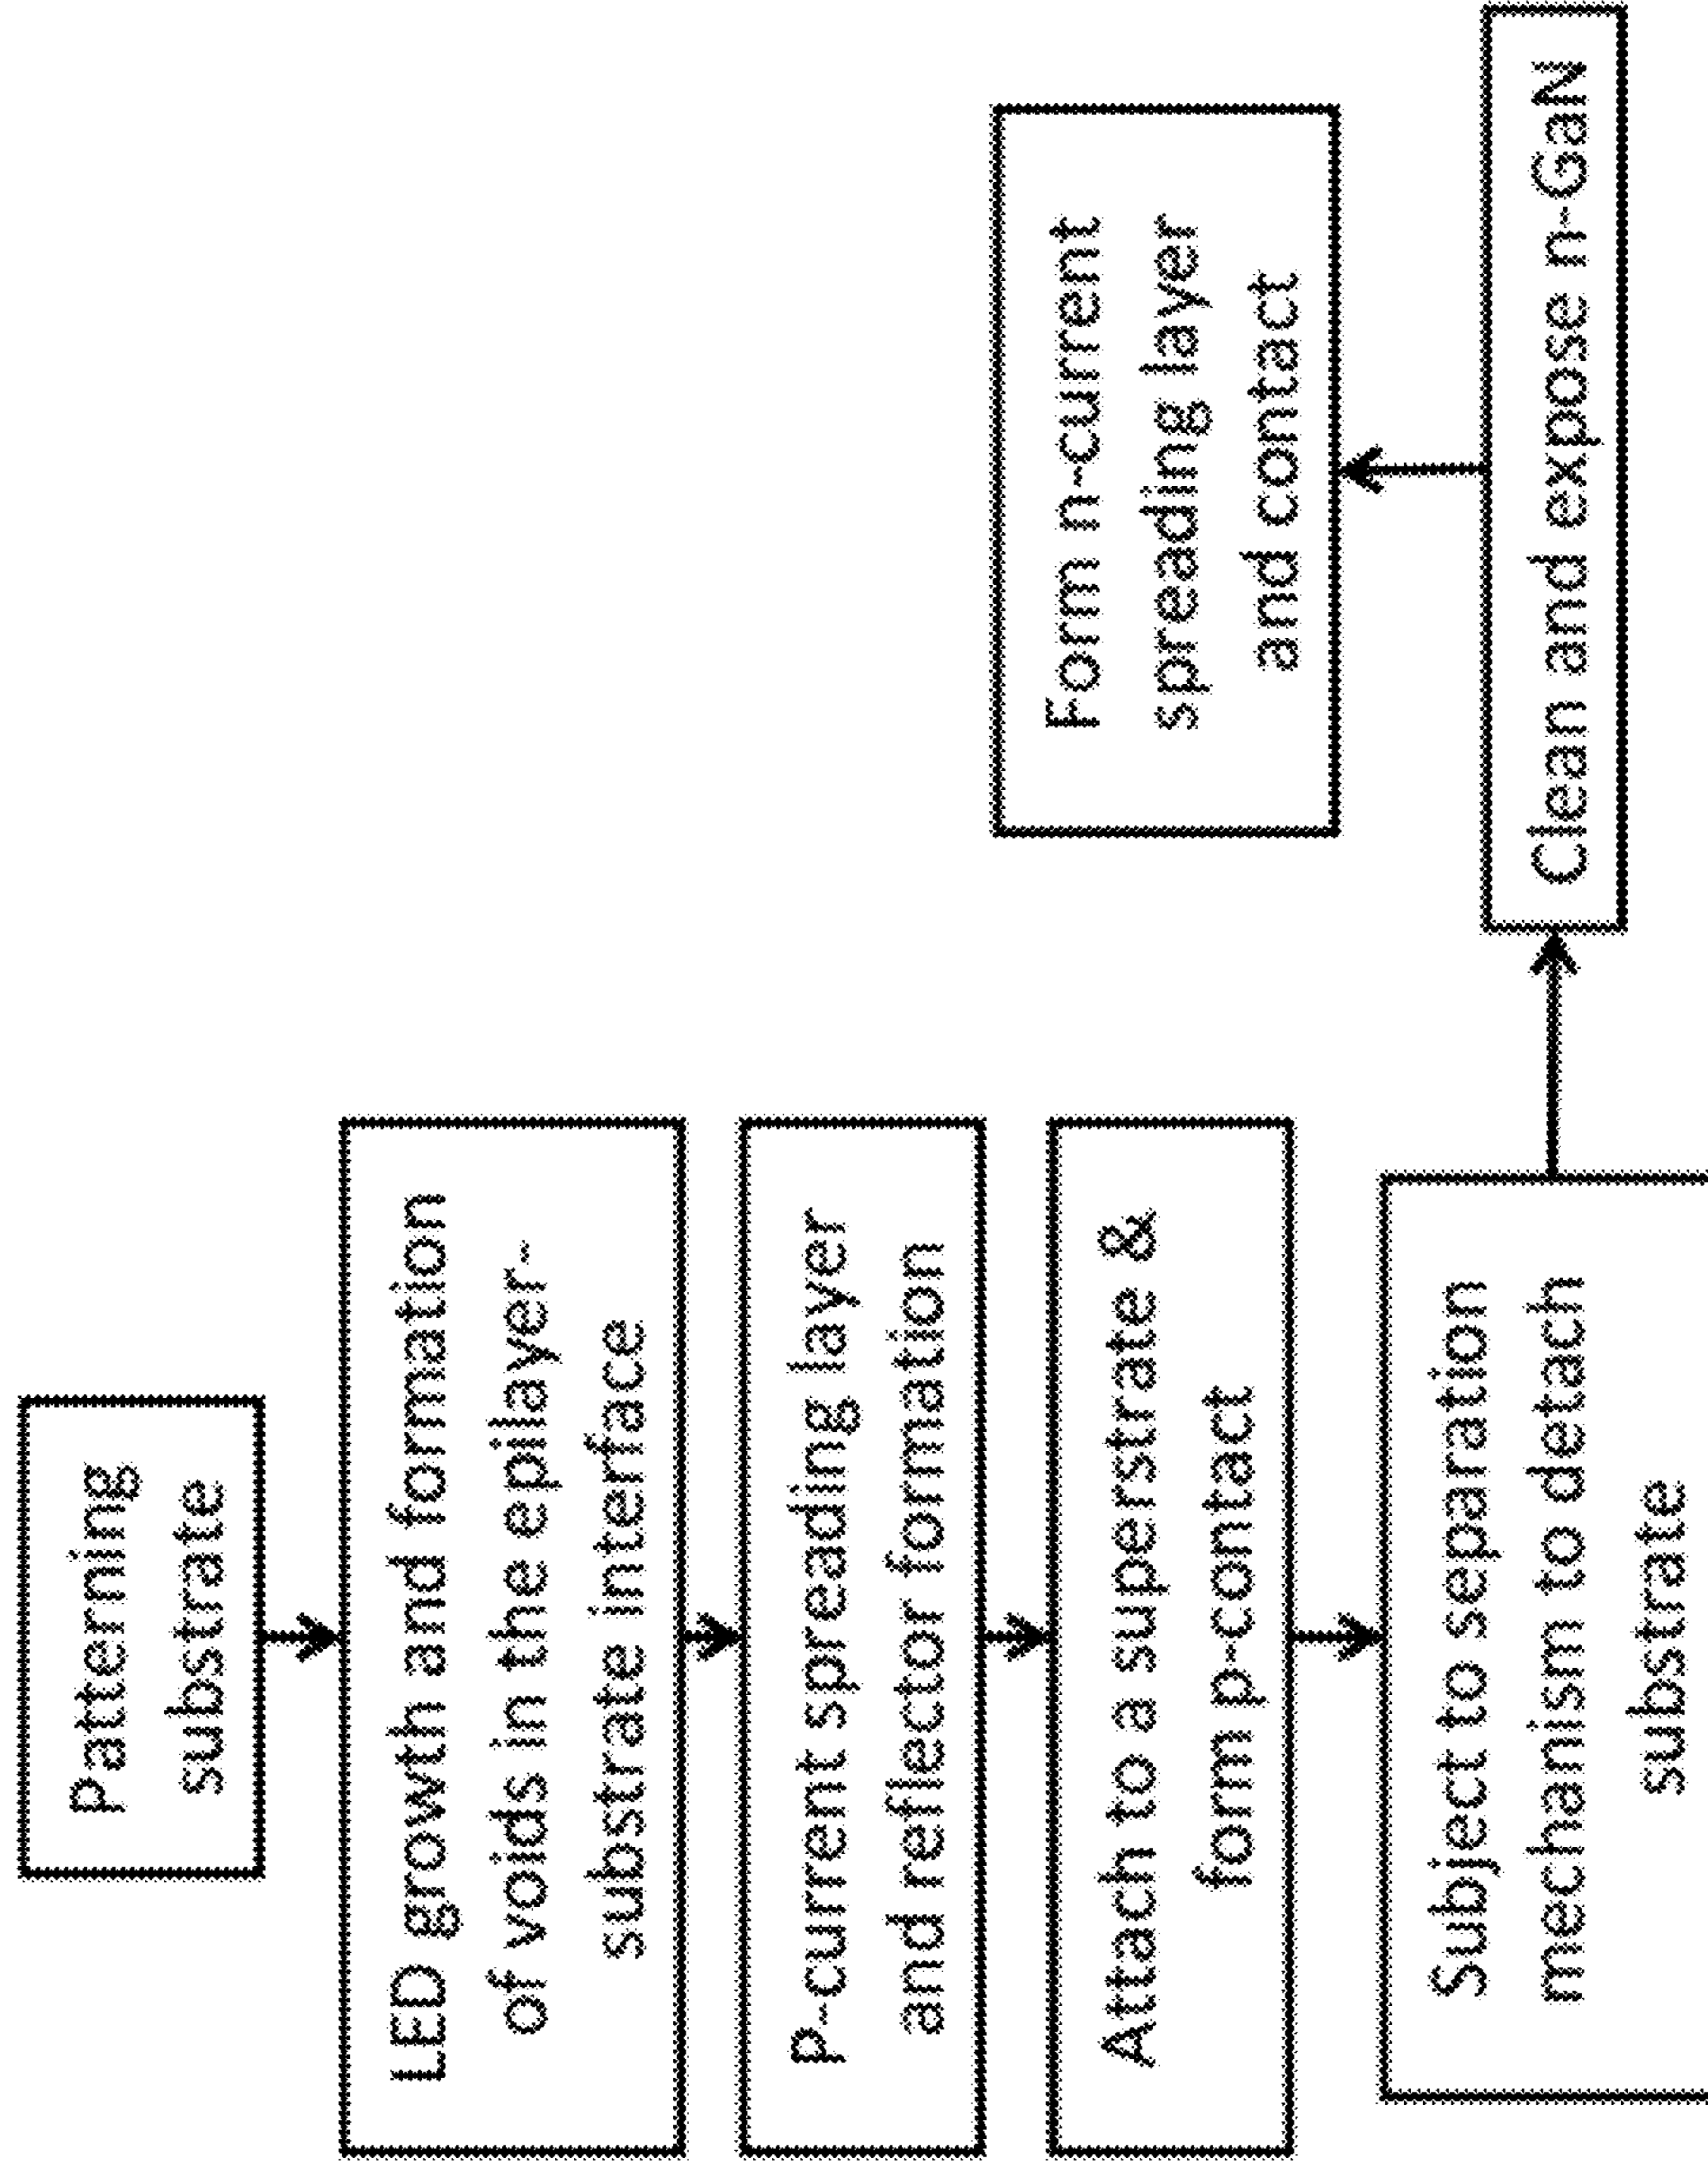 Patterning
substrate
LED growth and formation
of voids in the epilayer-
substrate interface
P-current spreading layer
and reflector formation
Attach to a superstrate &
form p-contact
Subject to separation
mechanism to detach
substrate
Clean and expose n-GaN
Form n-current
spreading layer
and contact